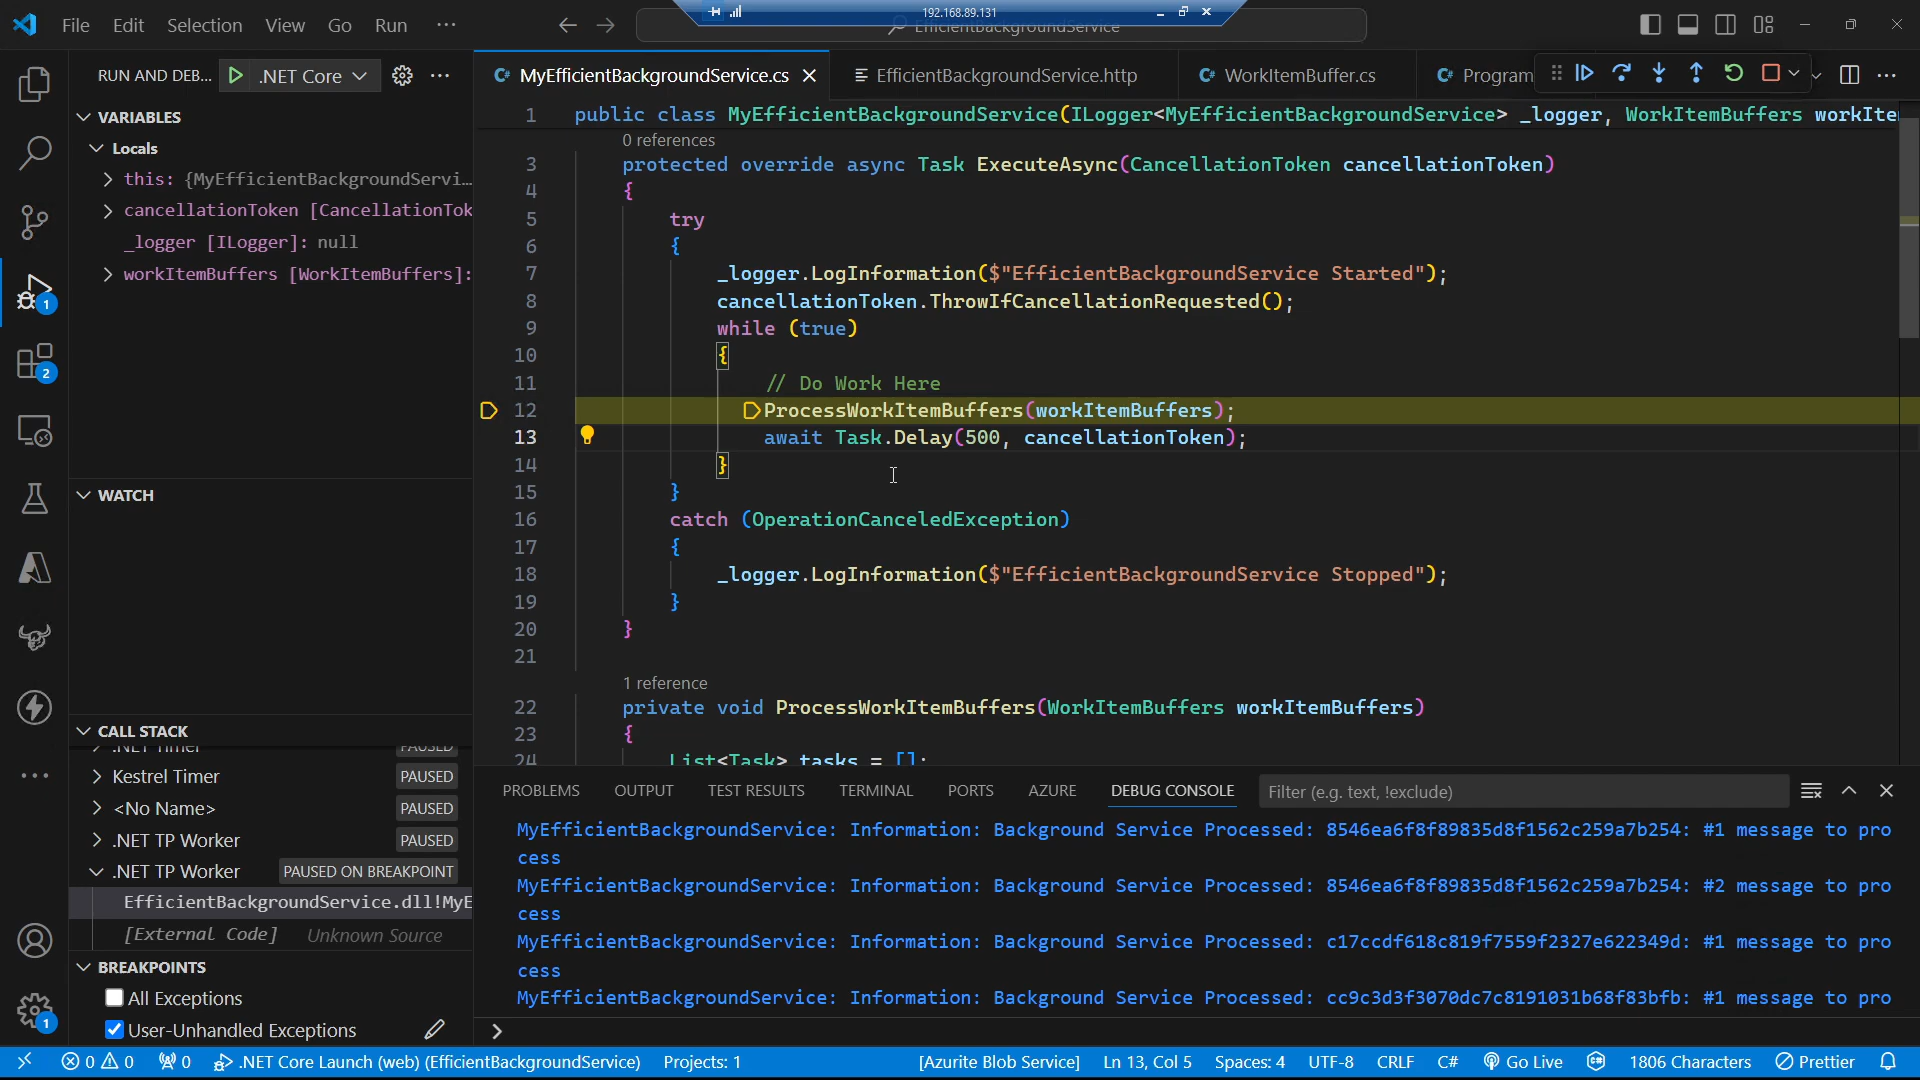 192.168.89.131
File Edit Selection View Go Run ···
EfficientBackgroundService
RUN AND DEB... .NET Core ···
MyEfficientBackgroundService.cs EfficientBackgroundService.http WorkItemBuffer.cs Program
VARIABLES
Locals
this: {MyEfficientBackgroundServi...
cancellationToken [CancellationTok
_logger [ILogger]: null
workItemBuffers [WorkItemBuffers]:
WATCH
CALL STACK
.NET Timer PAUSED
Kestrel Timer PAUSED
<No Name> PAUSED
.NET TP Worker PAUSED
.NET TP Worker PAUSED ON BREAKPOINT
EfficientBackgroundService.dll!MyE
[External Code] Unknown Source
BREAKPOINTS
All Exceptions
User-Unhandled Exceptions
1
2
1
1 public class MyEfficientBackgroundService(ILogger<MyEfficientBackgroundService> _logger, WorkItemBuffers workIte
0 references
3 protected override async Task ExecuteAsync(CancellationToken cancellationToken)
4 {
5 try
6 {
7 _logger.LogInformation($"EfficientBackgroundService Started");
8 cancellationToken.ThrowIfCancellationRequested();
9 while (true)
10 {
11 // Do Work Here
12 ProcessWorkItemBuffers(workItemBuffers);
13 await Task.Delay(500, cancellationToken);
14 }
15 }
16 catch (OperationCanceledException)
17 {
18 _logger.LogInformation($"EfficientBackgroundService Stopped");
19 }
20 }
21
1 reference
22 private void ProcessWorkItemBuffers(WorkItemBuffers workItemBuffers)
23 {
24 List<Task> tasks = [];
PROBLEMS OUTPUT TEST RESULTS TERMINAL PORTS AZURE DEBUG CONSOLE Filter (e.g. text, !exclude)
MyEfficientBackgroundService: Information: Background Service Processed: 8546ea6f8f89835d8f1562c259a7b254: #1 message to pro
cess
MyEfficientBackgroundService: Information: Background Service Processed: 8546ea6f8f89835d8f1562c259a7b254: #2 message to pro
cess
MyEfficientBackgroundService: Information: Background Service Processed: c17ccdf618c819f7559f2327e622349d: #1 message to pro
cess
MyEfficientBackgroundService: Information: Background Service Processed: cc9c3d3f3070dc7c8191031b68f83bfb: #1 message to pro
0 0 0 .NET Core Launch (web) (EfficientBackgroundService) Projects: 1 [Azurite Blob Service] Ln 13, Col 5 Spaces: 4 UTF-8 CRLF C# Go Live 1806 Characters Prettier